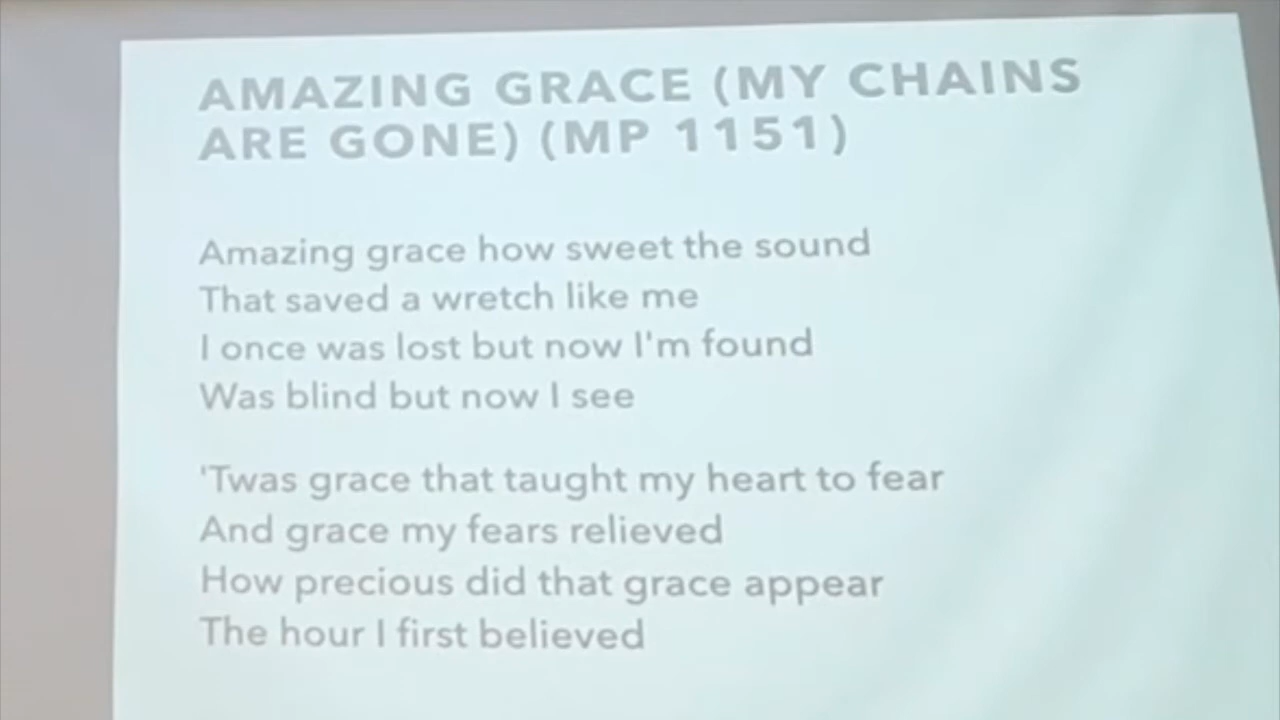 AMAZING GRACE (MY CHAINS
ARE GONE) (MP 1151)
Amazing grace how sweet the sound
That saved a wretch like me
I once was lost but now I'm found
Was blind but now I see
'Twas grace that taught my heart to fear
And grace my fears relieved
How precious did that grace appear
The hour I first believed